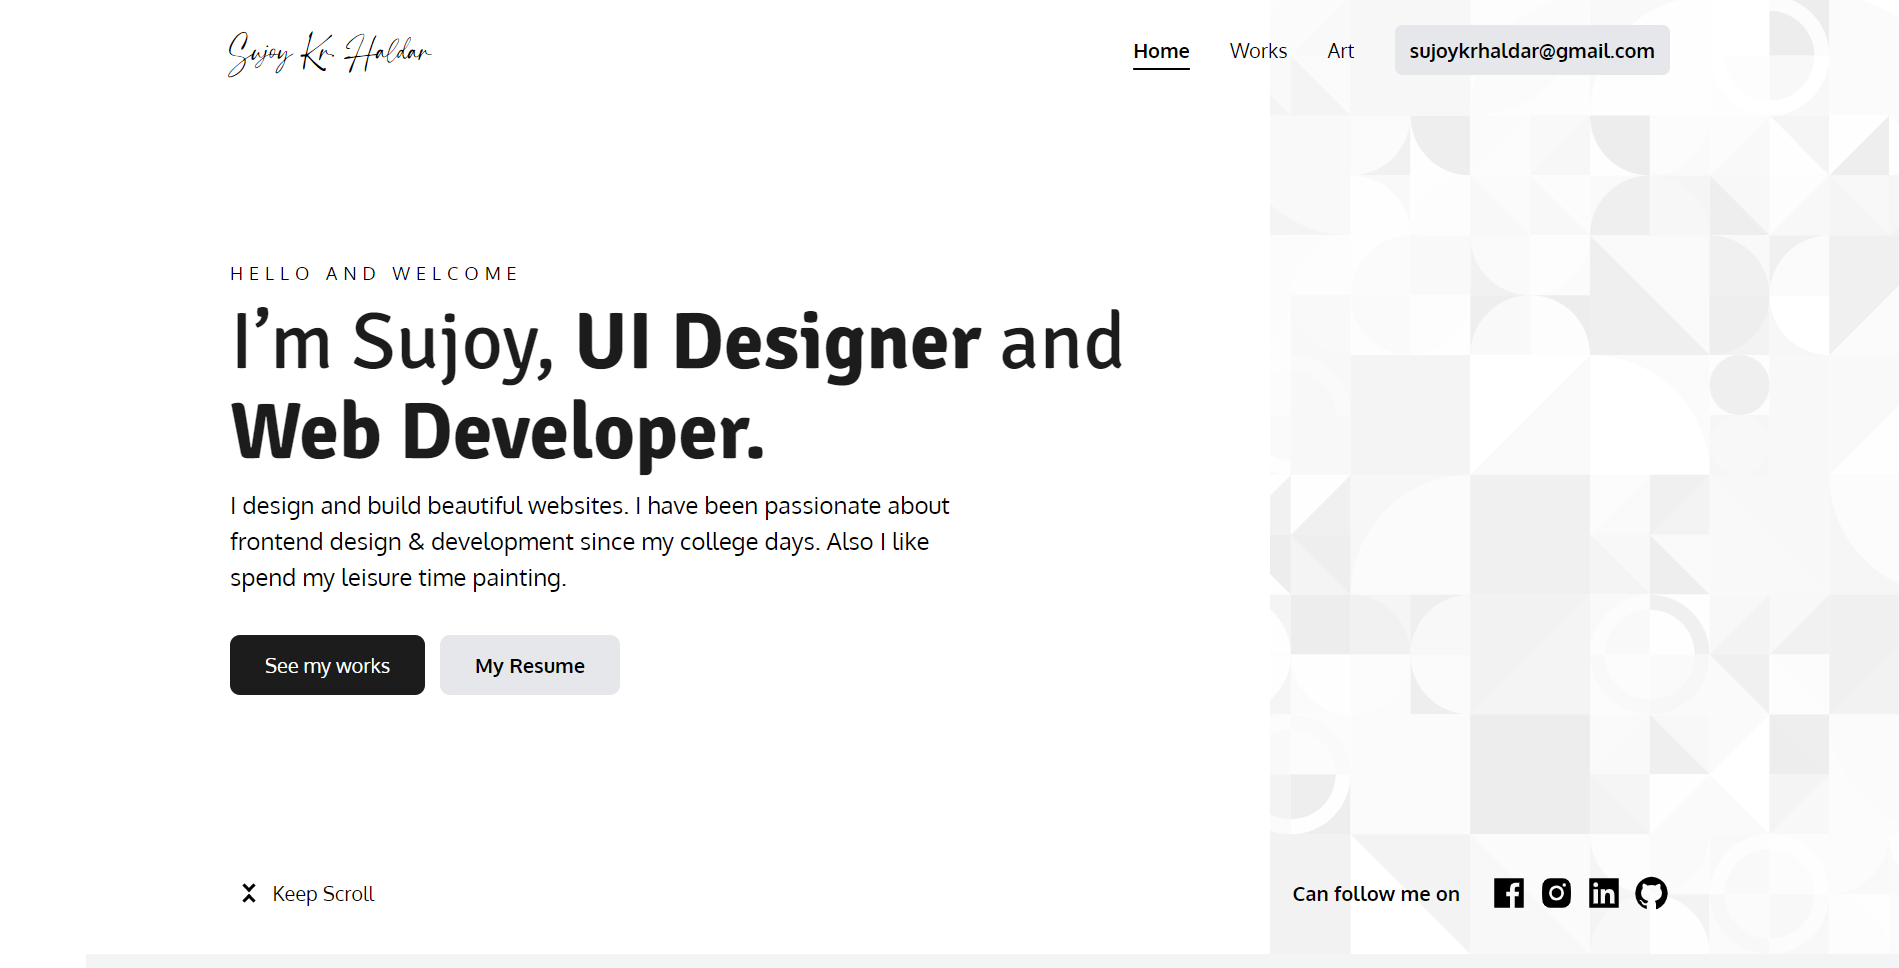 Sujoy Kr. Haldar
Home Works Art sujoykrhaldar@gmail.com
HELLO AND WELCOME
I’m Sujoy, UI Designer and
Web Developer.
I design and build beautiful websites. I have been passionate about
frontend design & development since my college days. Also I like
spend my leisure time painting.
See my works My Resume
Keep Scroll Can follow me on